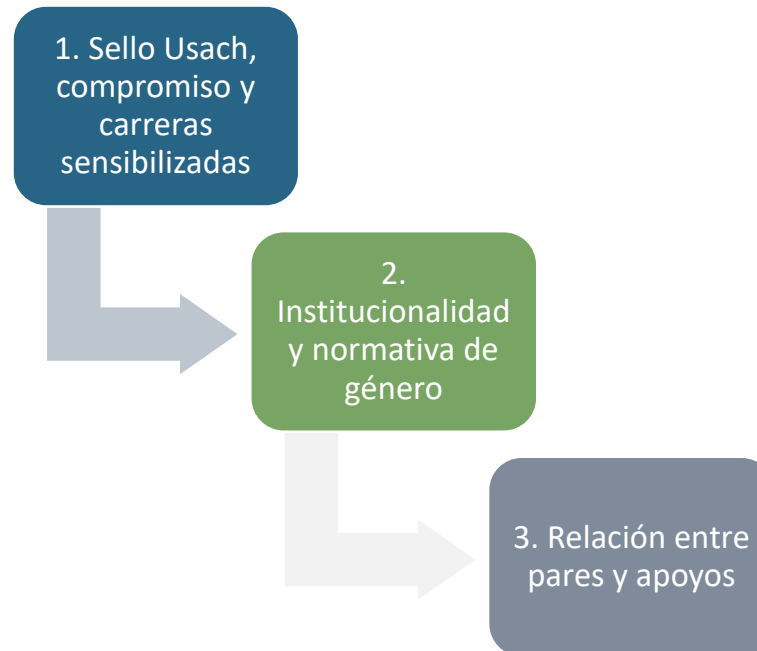 1. Sello Usach,
compromiso y
carreras
sensibilizadas
2.
Institucionalidad
y normativa de
género
3. Relación entre
pares y apoyos